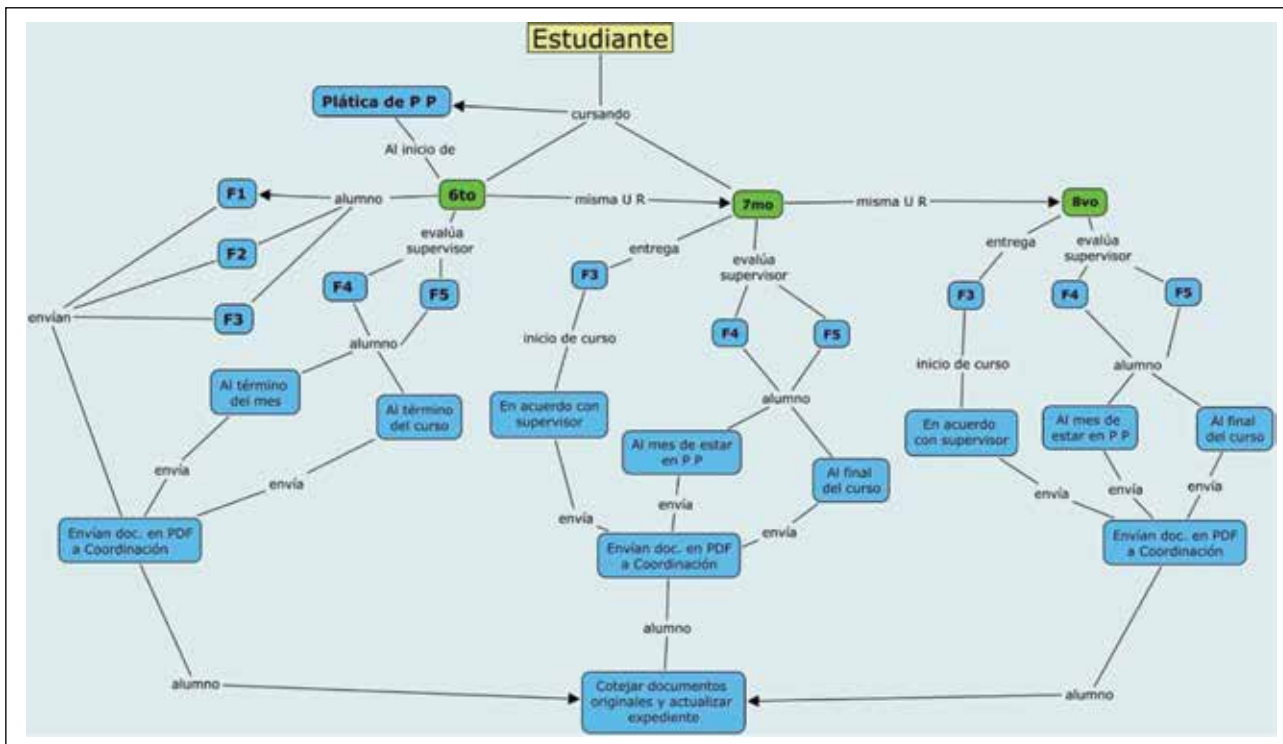 Estudiante
Plática de P P
cursando
Al inicio de
F1
alumno
6to
misma U R
7mo
misma U R
8vo
evalúa
supervisor
entrega
evalúa
supervisor
entrega
evalúa
supervisor
F2
F4
F5
F3
F3
F4
F5
envían
F3
alumno
inicio de curso
F4
F5
inicio de curso
alumno
Al término
del mes
Al término
del curso
En acuerdo con
supervisor
alumno
En acuerdo
con supervisor
Al mes de
estar en P P
Al final
del curso
Al mes de estar
en P P
Al final
del curso
envía
envía
envía
envía
envía
envía
envía
envía
Envían doc. en PDF
a Coordinación
Envían doc. en PDF
a Coordinación
Envían doc. en PDF
a Coordinación
alumno
alumno
alumno
Cotejar documentos
originales y actualizar
expediente